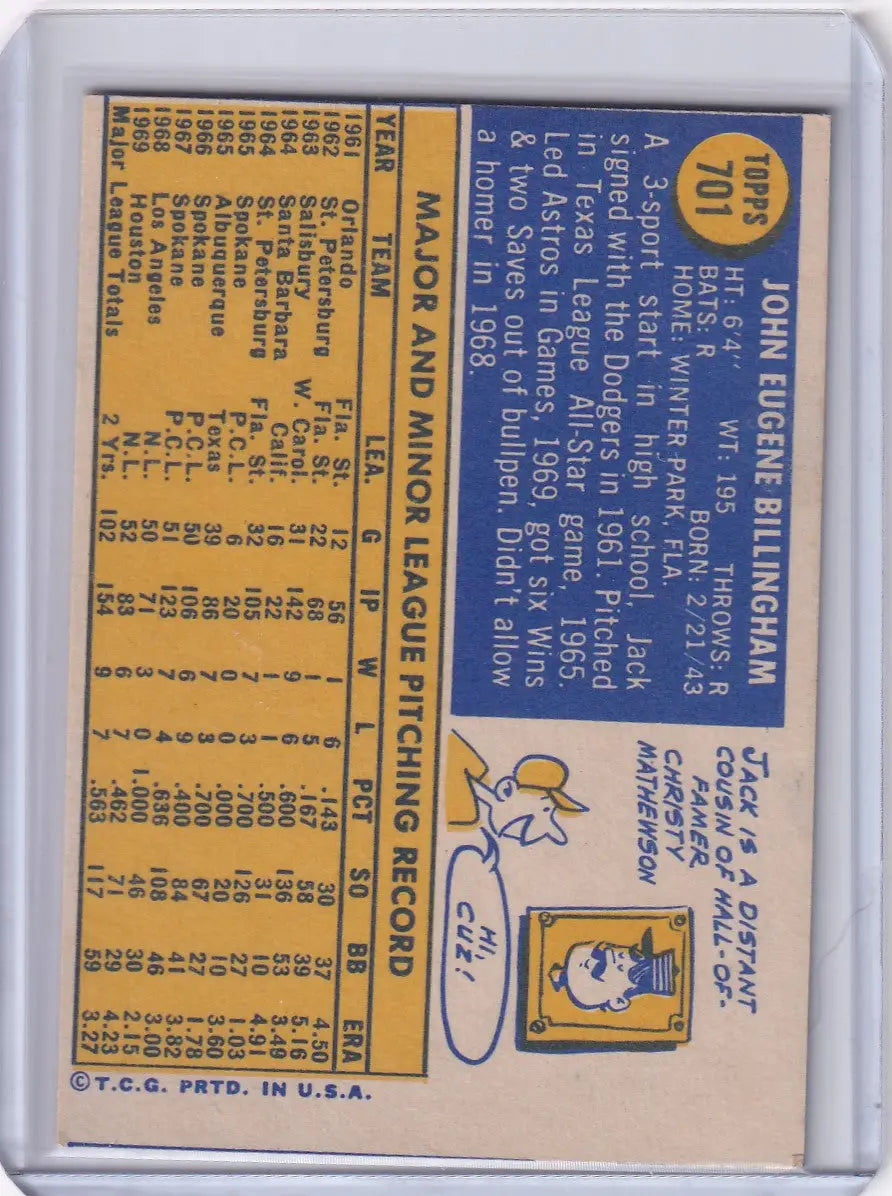 TOPPS
701
JOHN EUGENE BILLINGHAM
HT: 6'4" WT: 195 THROWS: R
BATS: R BORN: 2/21/43
HOME: WINTER PARK, FLA.
A 3-sport start in high school, Jack
signed with the Dodgers in 1961. Pitched
in Texas League All-Star game, 1965.
Led Astros in Games, 1969, got six Wins
& two Saves out of bullpen. Didn't allow
a homer in 1968.
JACK IS A DISTANT
COUSIN OF HALL-OF-
FAMER
CHRISTY
MATHEWSON
HI,
CUZ!
MAJOR AND MINOR LEAGUE PITCHING RECORD
YEAR TEAM LEA. G IP W L PCT SO BB ERA
1961 Orlando Fla. St. 12 56 1 6 .143 30 37 4.50
1962 St. Petersburg Fla. St. 22 68 1 5 .167 58 39 5.16
1963 Salisbury W. Carol. 31 142 9 6 .600 136 53 3.49
1964 Santa Barbara Calif. 16 22 1 1 .500 31 10 4.91
1964 St. Petersburg Fla. St. 32 105 7 3 .700 126 27 1.03
1965 Spokane P.C.L. 6 20 0 0 .000 20 10 3.60
1965 Albuquerque Texas 39 86 7 3 .700 67 27 1.78
1966 Spokane P.C.L. 50 106 6 9 .400 84 41 3.82
1967 Spokane P.C.L. 51 123 7 4 .636 108 46 3.00
1968 Los Angeles N.L. 50 71 3 0 1.000 46 30 2.15
1969 Houston N.L. 52 83 6 7 .462 71 29 4.23
Major League Totals 2 Yrs. 102 154 9 7 .563 117 59 3.27
©T.C.G. PRTD. IN U.S.A.